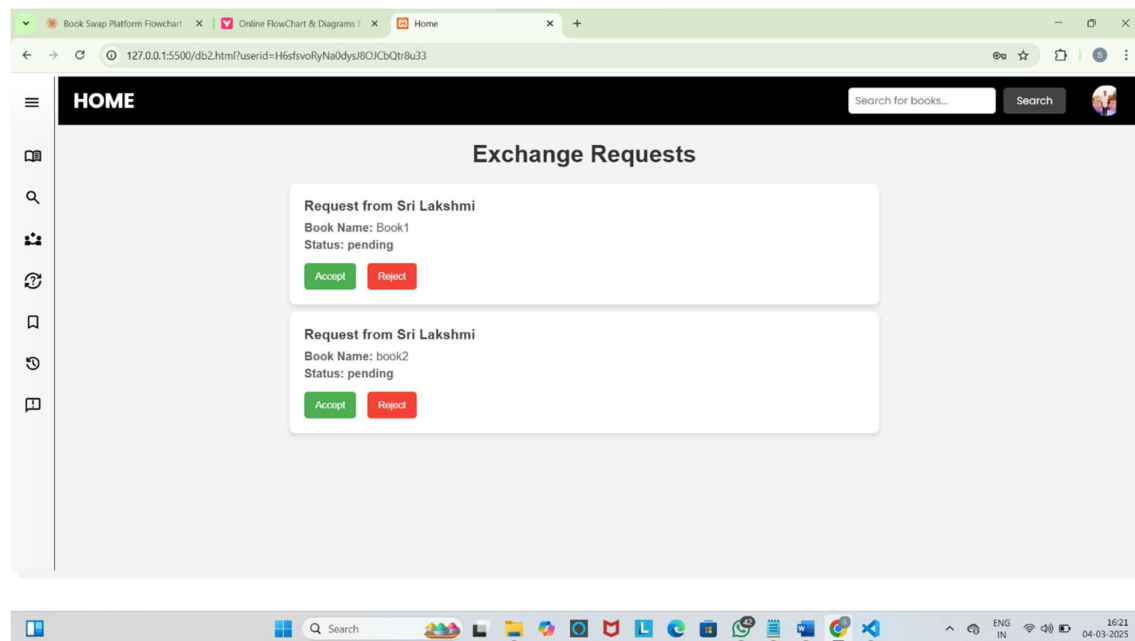 Book Swap Platform Flowchart
Online FlowChart & Diagrams
Home
127.0.0.1:5500/db2.html?userid=H6sfsvoRyNa0dysJ8OJCbQtr8u33
S
HOME
Search for books...
Search
Exchange Requests
Request from Sri Lakshmi
Book Name: Book1
Status: pending
Accept
Reject
Request from Sri Lakshmi
Book Name: book2
Status: pending
Accept
Reject
Search
L
42
W
ENG
IN
16:21
04-03-2025